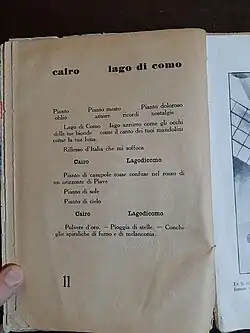 cairo lago di como
Pianto Pianto mesto Pianto doloroso
oblio amore ricordi nostalgie
Lago di Como lago azzurro come gli occhi
delle tue bionde come il canto dei tuoi mandolini
come la tua luna.
Riflesso d'Italia che mi soffoca
Cairo Lagodicomo
Pianto di campole rosse confuse nel rosso di
un orizzonte di Piave
Pianto di sole
Pianto di cielo
Cairo Lagodicomo
Polvere d'oro. — Pioggia di stelle. — Conchi-
glie spiraliche di fumo e di melanconia.
11